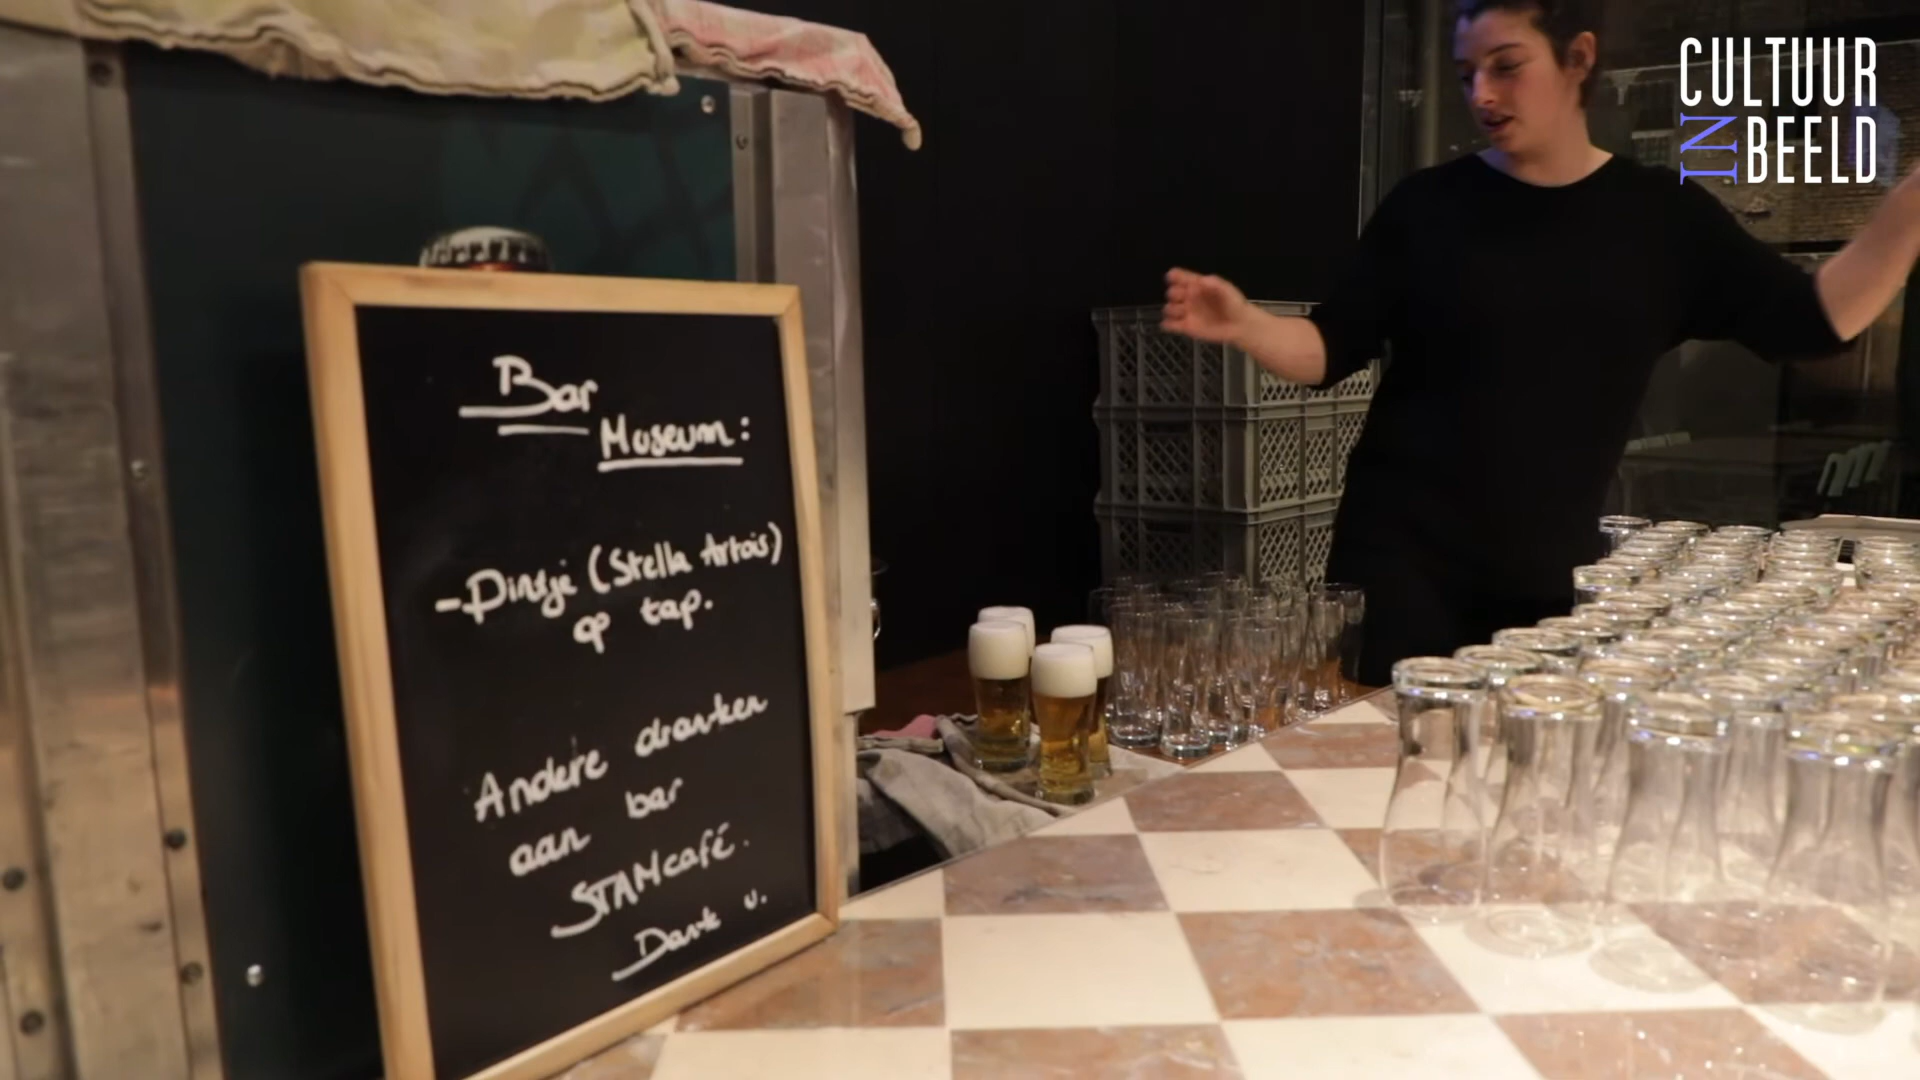 Bar
Museum:
- Pintje (Stella Artois)
op tap.
Andere dranken
aan bar
STAMcafé.
Dank u.
CULTUUR
IN BEELD